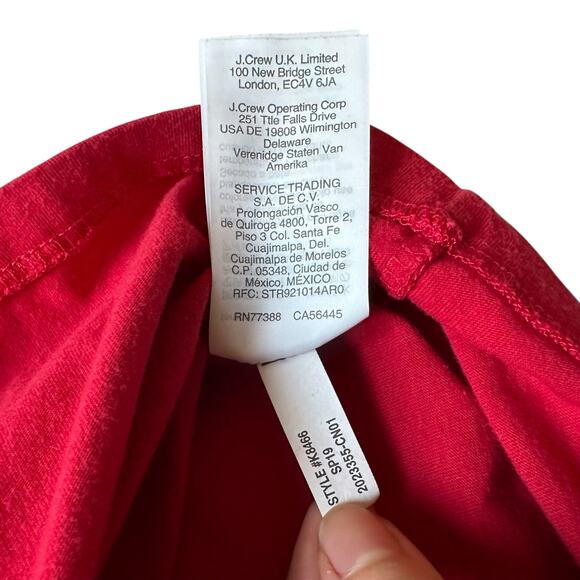 J.Crew U.K. Limited
100 New Bridge Street
London, EC4V 6JA
J.Crew Operating Corp
251 Ttle Falls Drive
USA DE 19808 Wilmington
Delaware
Verenidge Staten Van
Amerika
SERVICE TRADING
S.A. DE C.V.
Prolongación Vasco
de Quiroga 4800, Torre 2,
Piso 3 Col. Santa Fe
Cuajimalpa, Del.
Cuajimalpa de Morelos
C.P. 05348, Ciudad de
México, MÉXICO
RFC: STR921014AR0
RN77388 CA56445
STYLE #K8466
SP19
2023355-CN01